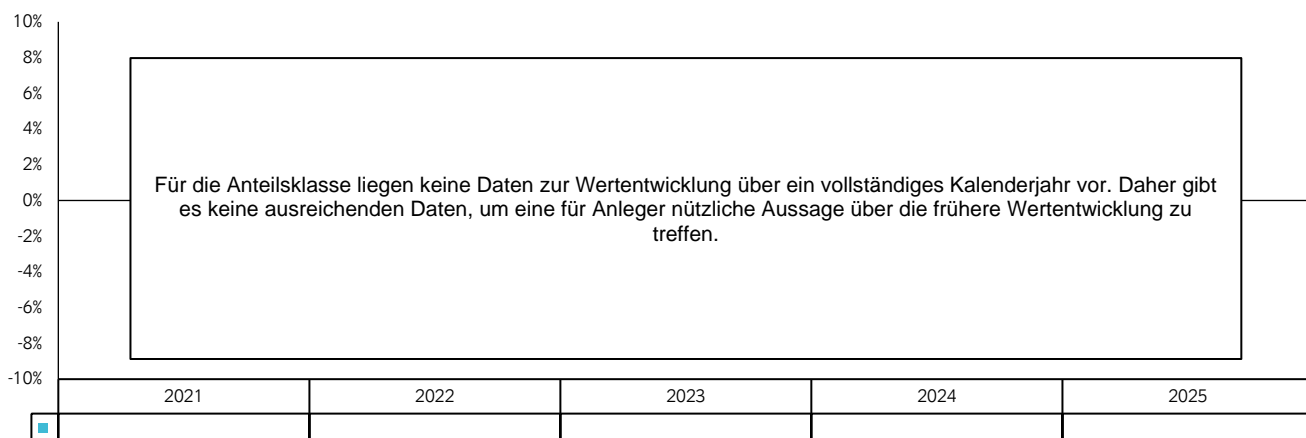 10%
8%
6%
4%
2%
0%
-2%
-4%
-6%
-8%
-10%
Für die Anteilsklasse liegen keine Daten zur Wertentwicklung über ein vollständiges Kalenderjahr vor. Daher gibt
es keine ausreichenden Daten, um eine für Anleger nützliche Aussage über die frühere Wertentwicklung zu
treffen.
2021 2022 2023 2024 2025